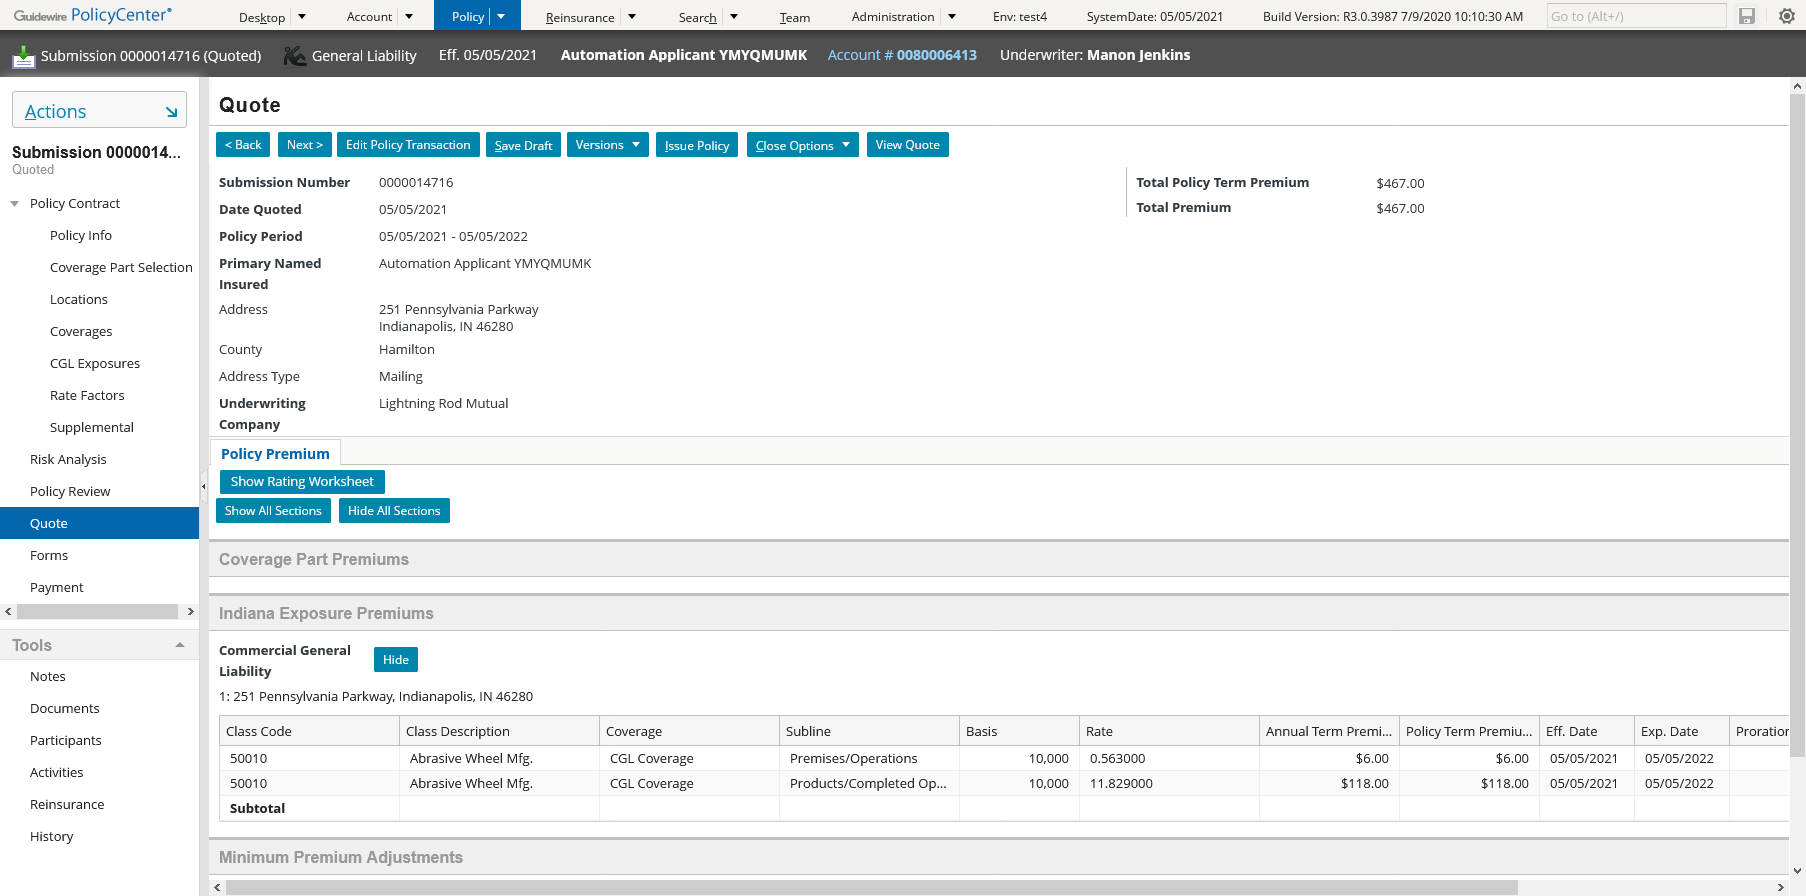 Guidewire PolicyCenter® Desktop Account Policy Reinsurance Search Team Administration Env: test4 SystemDate: 05/05/2021 Build Version: R3.0.3987 7/9/2020 10:10:30 AM Go to (Alt+/)
Submission 0000014716 (Quoted) General Liability Eff. 05/05/2021 Automation Applicant YMYQMUMK Account # 0080006413 Underwriter: Manon Jenkins
Actions
Submission 0000014...
Quoted
Policy Contract
Policy Info
Coverage Part Selection
Locations
Coverages
CGL Exposures
Rate Factors
Supplemental
Risk Analysis
Policy Review
Quote
Forms
Payment
Tools
Notes
Documents
Participants
Activities
Reinsurance
History
Quote
< Back Next > Edit Policy Transaction Save Draft Versions Issue Policy Close Options View Quote
Submission Number 0000014716
Date Quoted 05/05/2021
Policy Period 05/05/2021 - 05/05/2022
Primary Named Insured Automation Applicant YMYQMUMK
Address 251 Pennsylvania Parkway
Indianapolis, IN 46280
County Hamilton
Address Type Mailing
Underwriting Company Lightning Rod Mutual
Total Policy Term Premium $467.00
Total Premium $467.00
Policy Premium
Show Rating Worksheet
Show All Sections Hide All Sections
Coverage Part Premiums
Indiana Exposure Premiums
Commercial General Liability Hide
1: 251 Pennsylvania Parkway, Indianapolis, IN 46280
Class Code Class Description Coverage Subline Basis Rate Annual Term Premi... Policy Term Premiu... Eff. Date Exp. Date Proration
50010 Abrasive Wheel Mfg. CGL Coverage Premises/Operations 10,000 0.563000 $6.00 $6.00 05/05/2021 05/05/2022
50010 Abrasive Wheel Mfg. CGL Coverage Products/Completed Op... 10,000 11.829000 $118.00 $118.00 05/05/2021 05/05/2022
Subtotal
Minimum Premium Adjustments